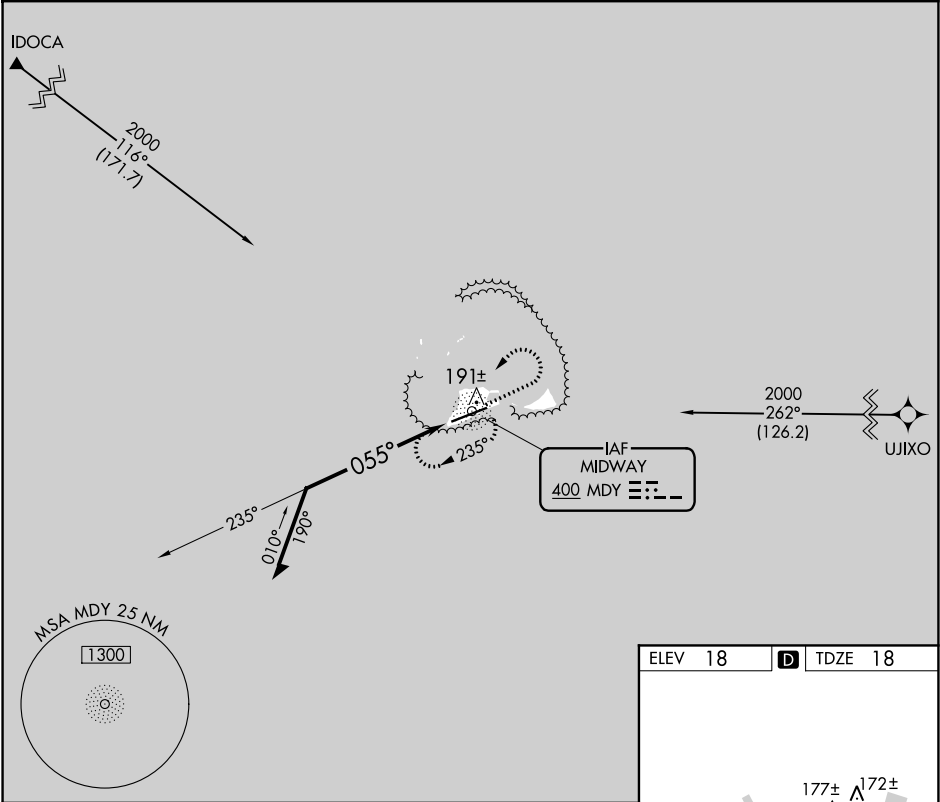 IDOCA
2000
116°
(171.7)
191±
2000
262°
(126.2)
UJIXO
055°
235°
IAF
MIDWAY
400 MDY
235°
010°
190°
MSA MDY 25 NM
1300
ELEV 18 D TDZE 18
177± 172±